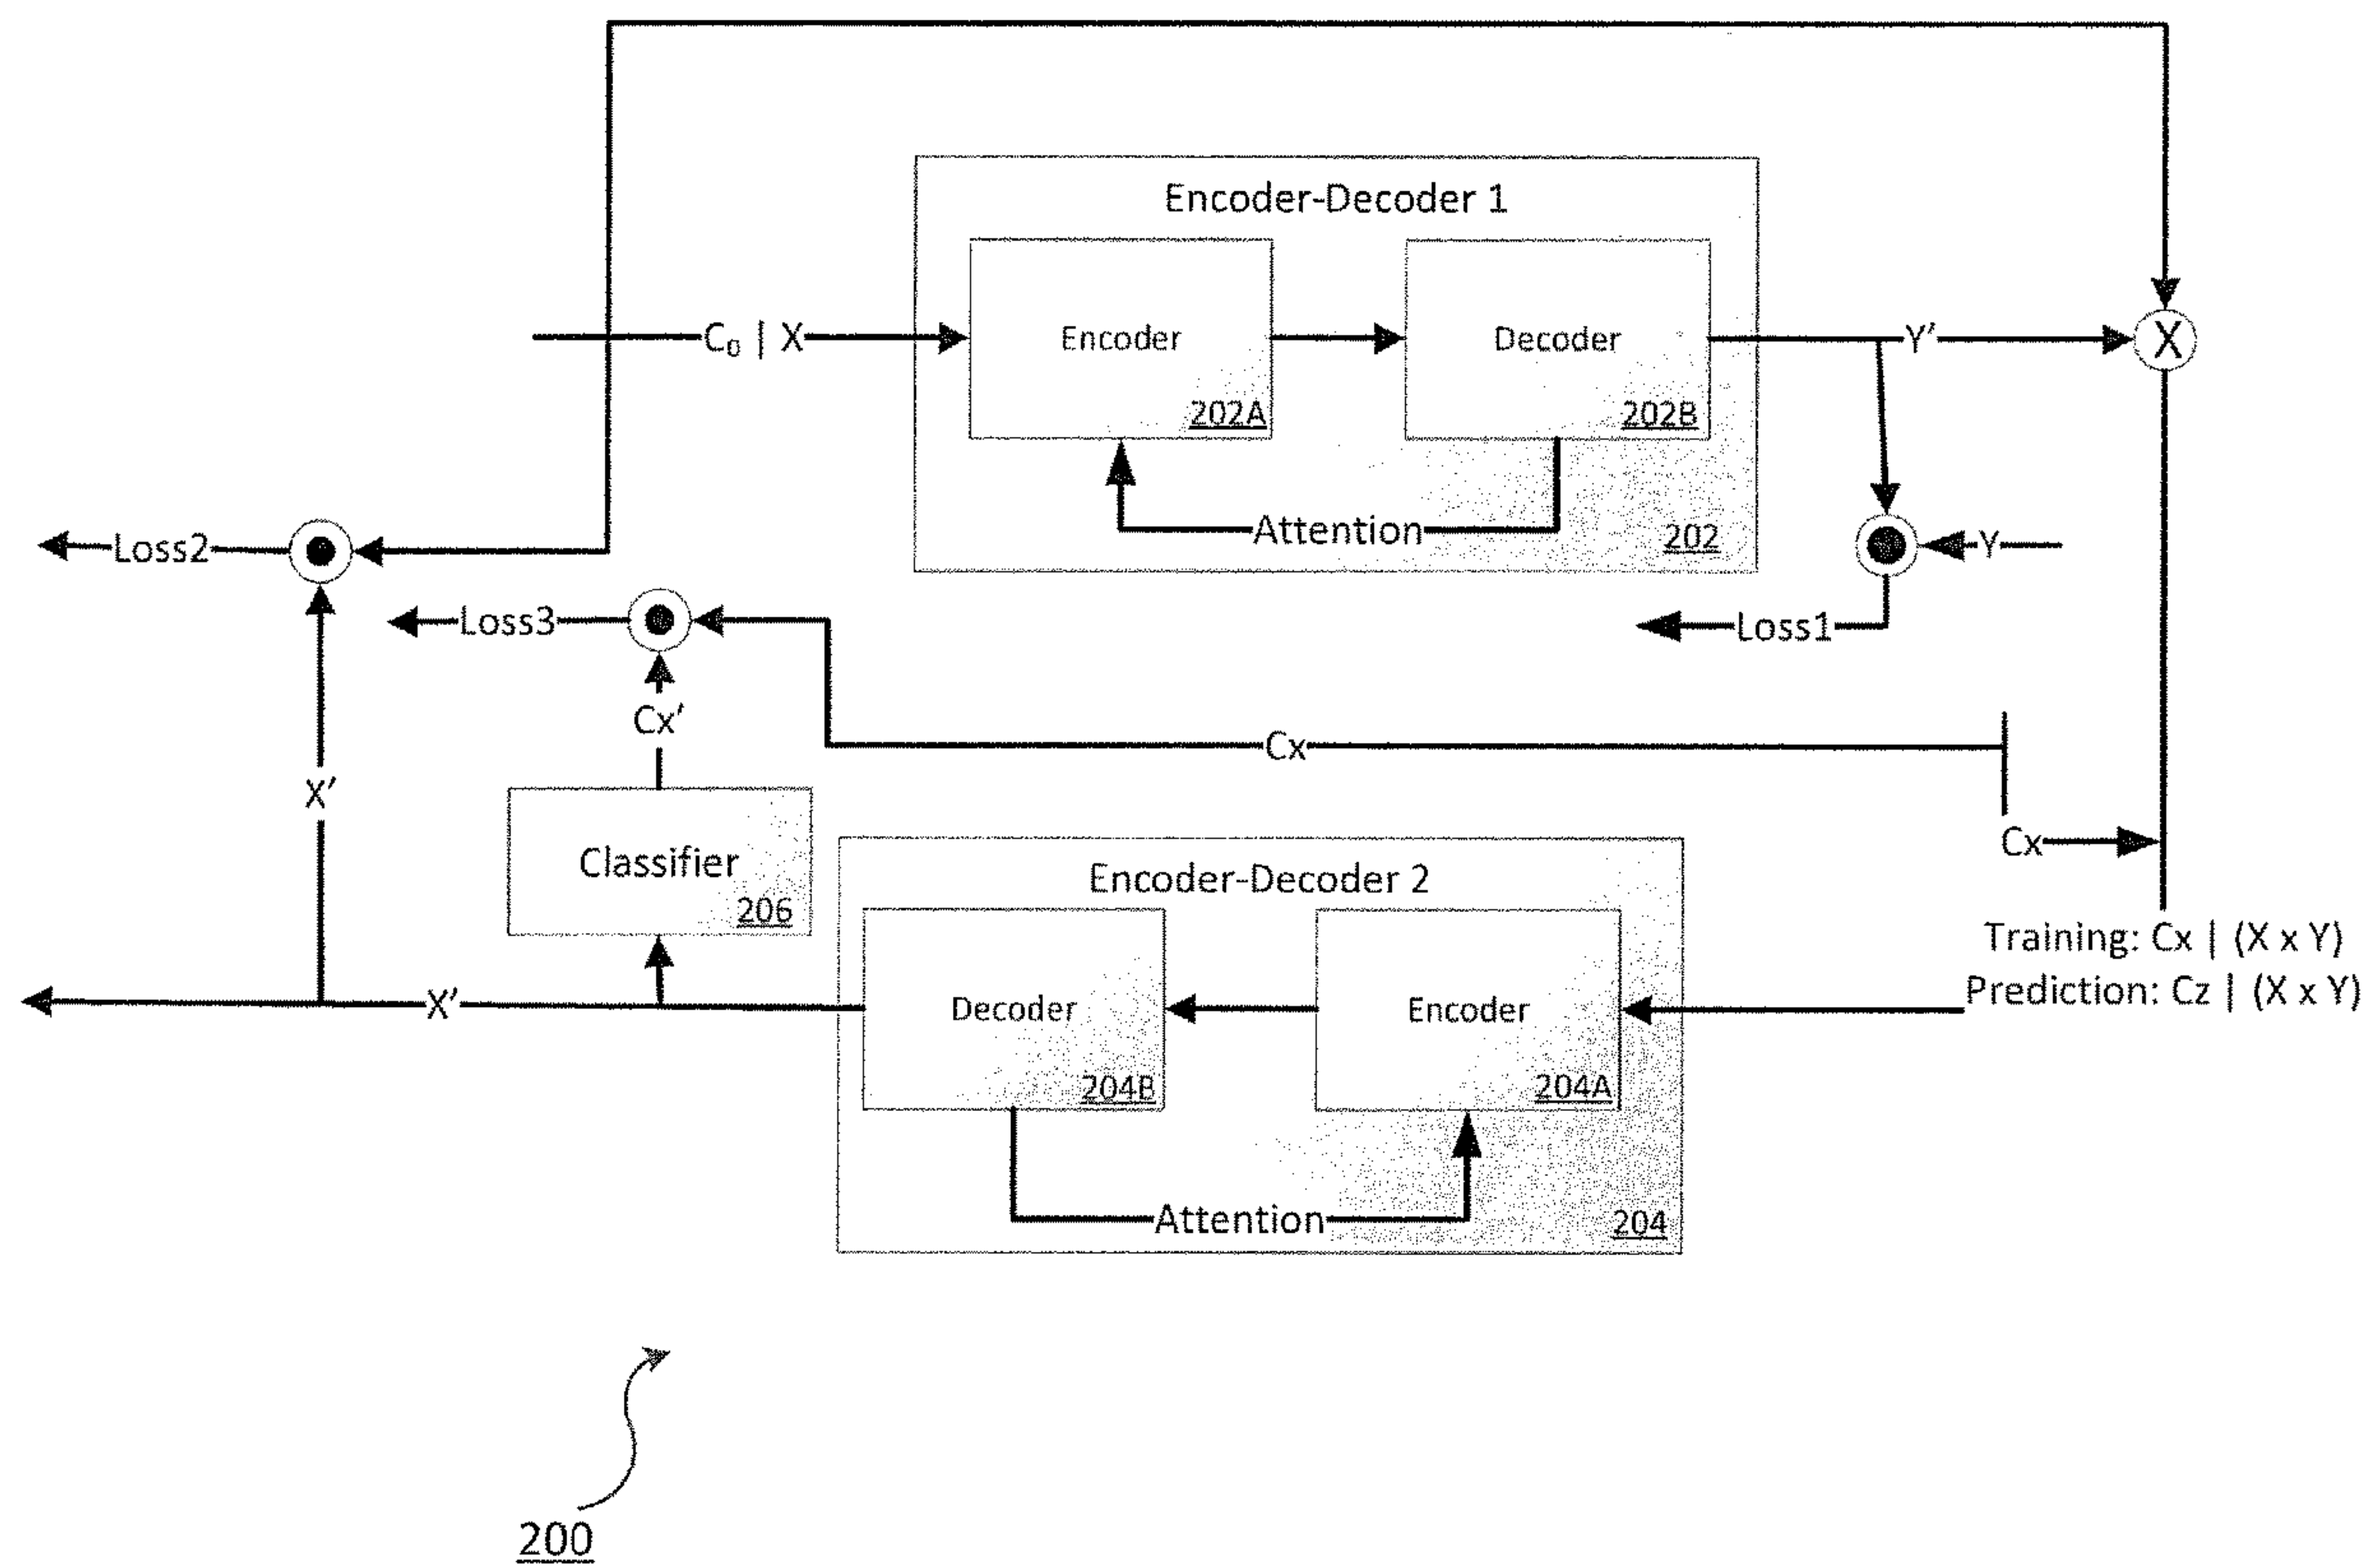 Encoder-Decoder 1
C₀ | X
Encoder
202A
Decoder
202B
Y'
X
Attention
202
Y
Loss1
Loss2
Loss3
Cx'
Cx
X'
Classifier
206
Cx
Encoder-Decoder 2
Decoder
204B
Encoder
204A
Training: Cx | (X x Y)
Prediction: Cz | (X x Y)
X'
Attention
204
200